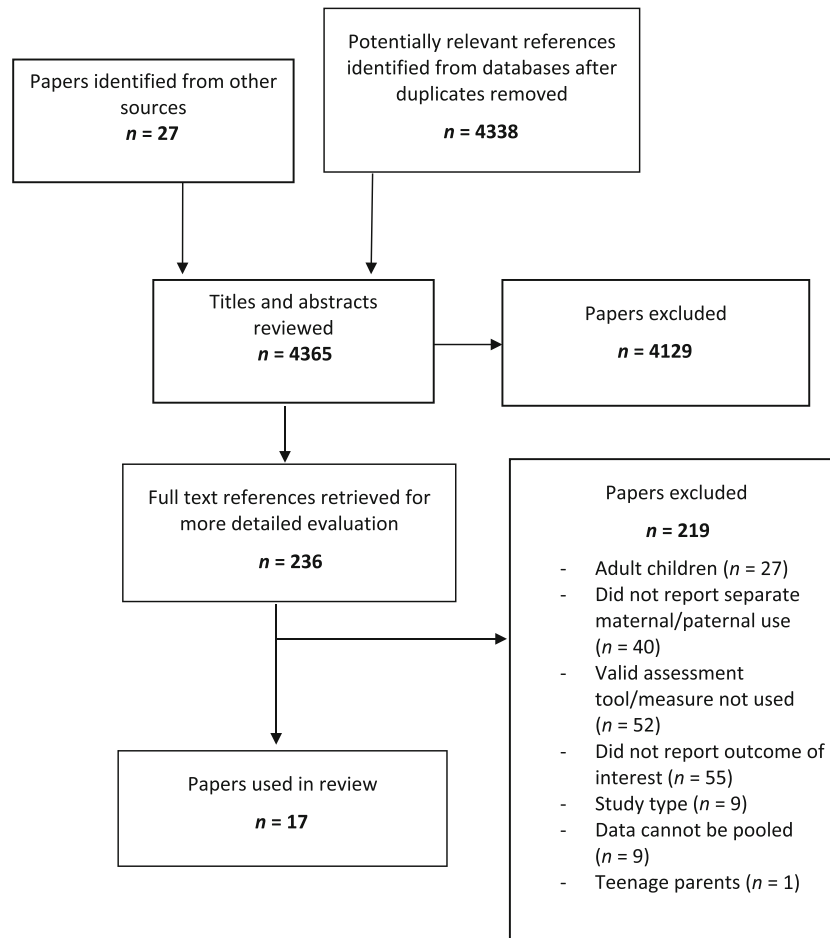 Papers identified from other
sources
n = 27
Potentially relevant references
identified from databases after
duplicates removed
n = 4338
Titles and abstracts
reviewed
n = 4365
Papers excluded
n = 4129
Full text references retrieved for
more detailed evaluation
n = 236
Papers excluded
n = 219
- Adult children (n = 27)
- Did not report separate
maternal/paternal use
(n = 40)
- Valid assessment
tool/measure not used
(n = 52)
- Did not report outcome of
interest (n = 55)
- Study type (n = 9)
- Data cannot be pooled
(n = 9)
- Teenage parents (n = 1)
Papers used in review
n = 17